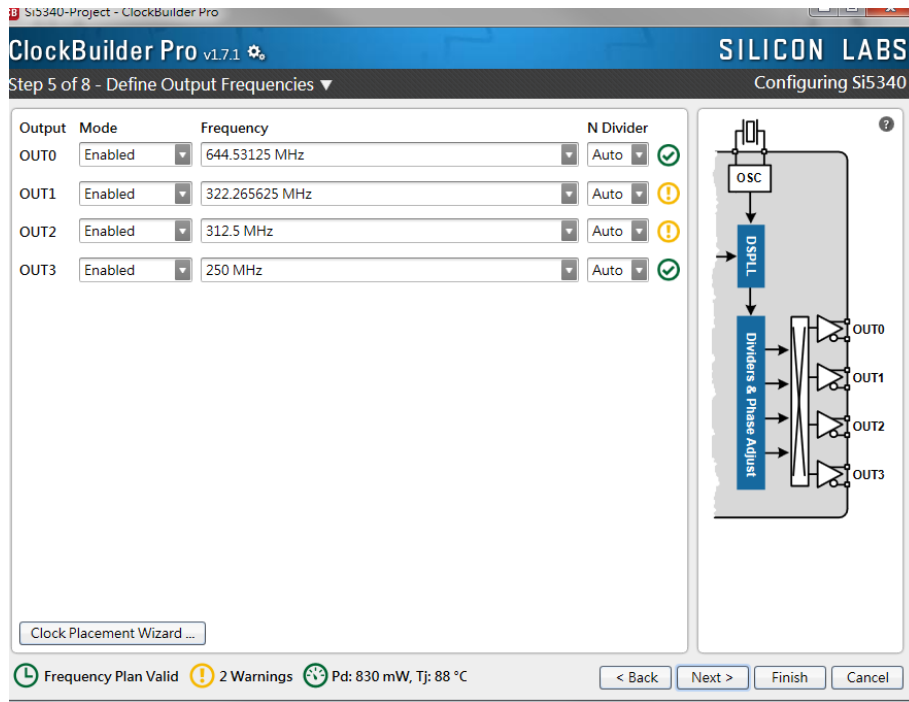 Si5340-Project - ClockBuilder Pro
ClockBuilder Pro v1.7.1
SILICON LABS
Step 5 of 8 - Define Output Frequencies ▼
Configuring Si5340
Output Mode Frequency N Divider
OUT0 Enabled 644.53125 MHz Auto
OUT1 Enabled 322.265625 MHz Auto
OUT2 Enabled 312.5 MHz Auto
OUT3 Enabled 250 MHz Auto
?
OSC
DSPLL
Dividers & Phase Adjust
OUT0
OUT1
OUT2
OUT3
Clock Placement Wizard ...
Frequency Plan Valid 2 Warnings Pd: 830 mW, Tj: 88 °C
< Back Next > Finish Cancel